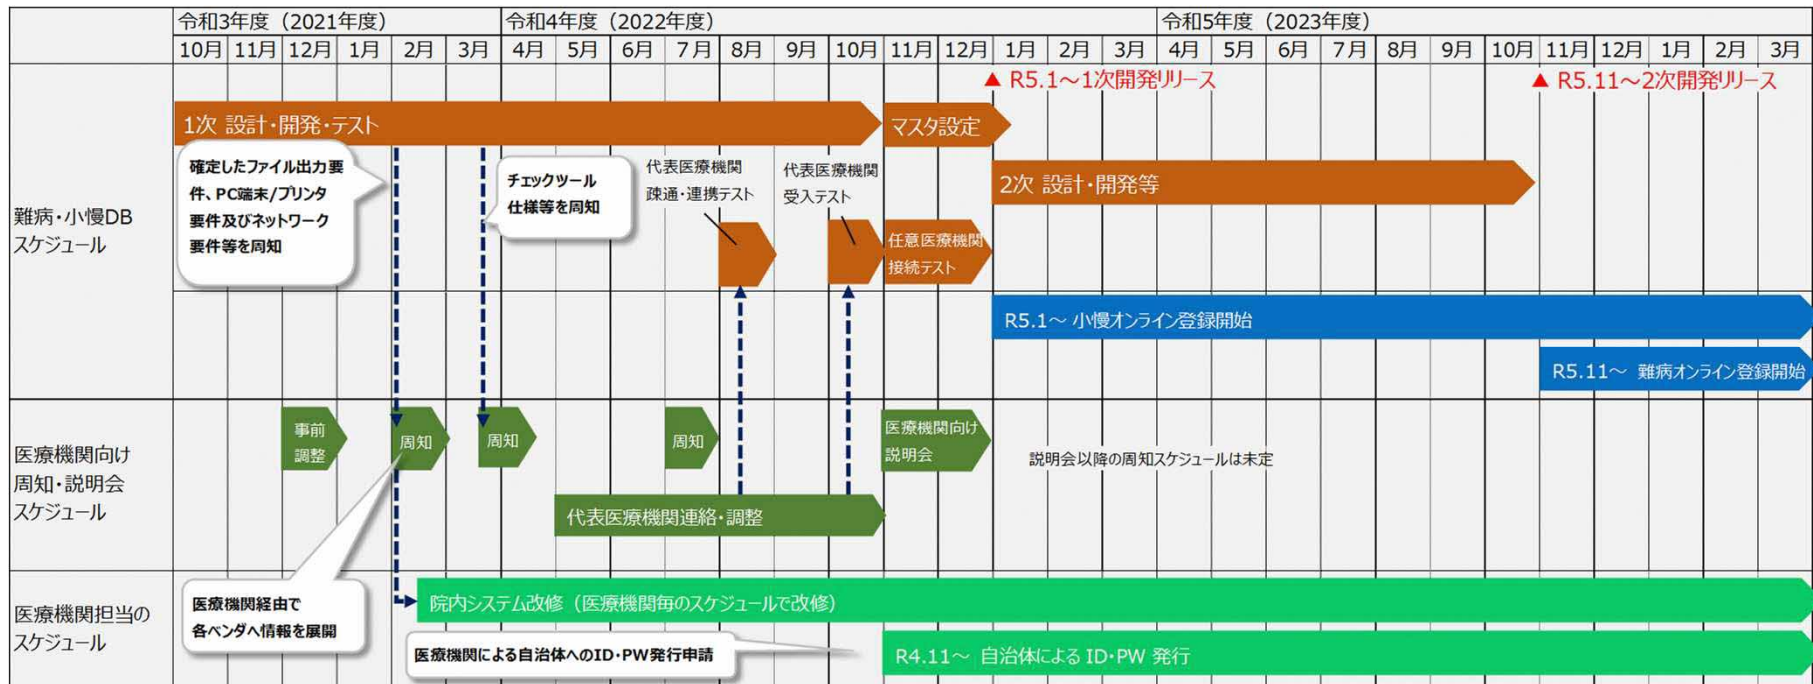 令和3年度（2021年度）
令和4年度（2022年度）
令和5年度（2023年度）
10月 11月 12月 1月 2月 3月 4月 5月 6月 7月 8月 9月 10月 11月 12月 1月 2月 3月 4月 5月 6月 7月 8月 9月 10月 11月 12月 1月 2月 3月
難病・小慢DB
スケジュール
▲ R5.1～1次開発リリース
▲ R5.11～2次開発リリース
1次 設計・開発・テスト
マスタ設定
確定したファイル出力要
件、PC端末/プリンタ
要件及びネットワーク
要件等を周知
チェックツール
仕様等を周知
代表医療機関
疎通・連携テスト
代表医療機関
受入テスト
2次 設計・開発等
任意医療機関
接続テスト
R5.1～ 小慢オンライン登録開始
R5.11～ 難病オンライン登録開始
医療機関向け
周知・説明会
スケジュール
事前
調整
周知
周知
周知
医療機関向け
説明会
説明会以降の周知スケジュールは未定
代表医療機関連絡・調整
医療機関担当の
スケジュール
医療機関経由で
各ベンダへ情報を展開
院内システム改修（医療機関毎のスケジュールで改修）
医療機関による自治体へのID・PW発行申請
R4.11～ 自治体による ID・PW 発行